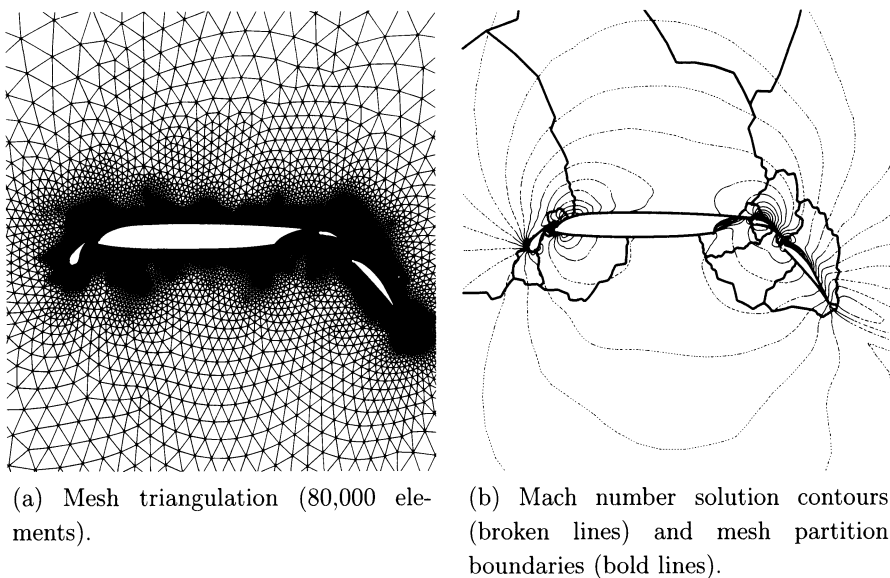 (a) Mesh triangulation (80,000 ele-
ments).
(b) Mach number solution contours
(broken lines) and mesh partition
boundaries (bold lines).